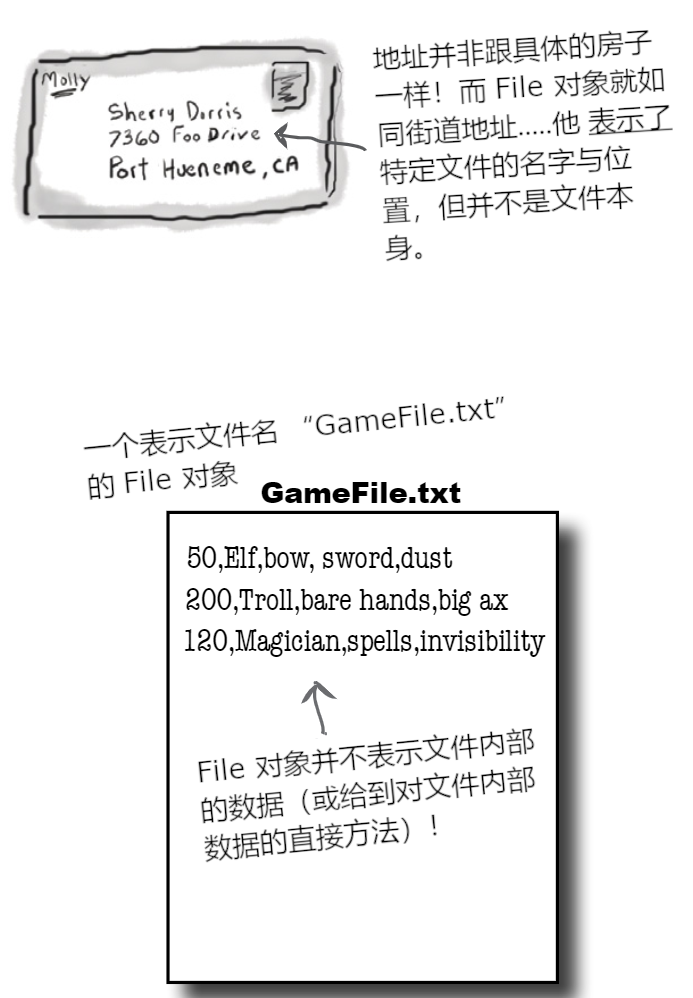 Molly
Sherry Dorris
7360 Foo Drive
Port Hueneme, CA
地址并非跟具体的房子
一样！而 File 对象就如
同街道地址.....他 表示了
特定文件的名字与位
置，但并不是文件本
身。
一个表示文件名 “GameFile.txt”
的 File 对象
GameFile.txt
50,Elf,bow, sword,dust
200,Troll,bare hands,big ax
120,Magician,spells,invisibility
File 对象并不表示文件内部
的数据（或给到对文件内部
数据的直接方法）！